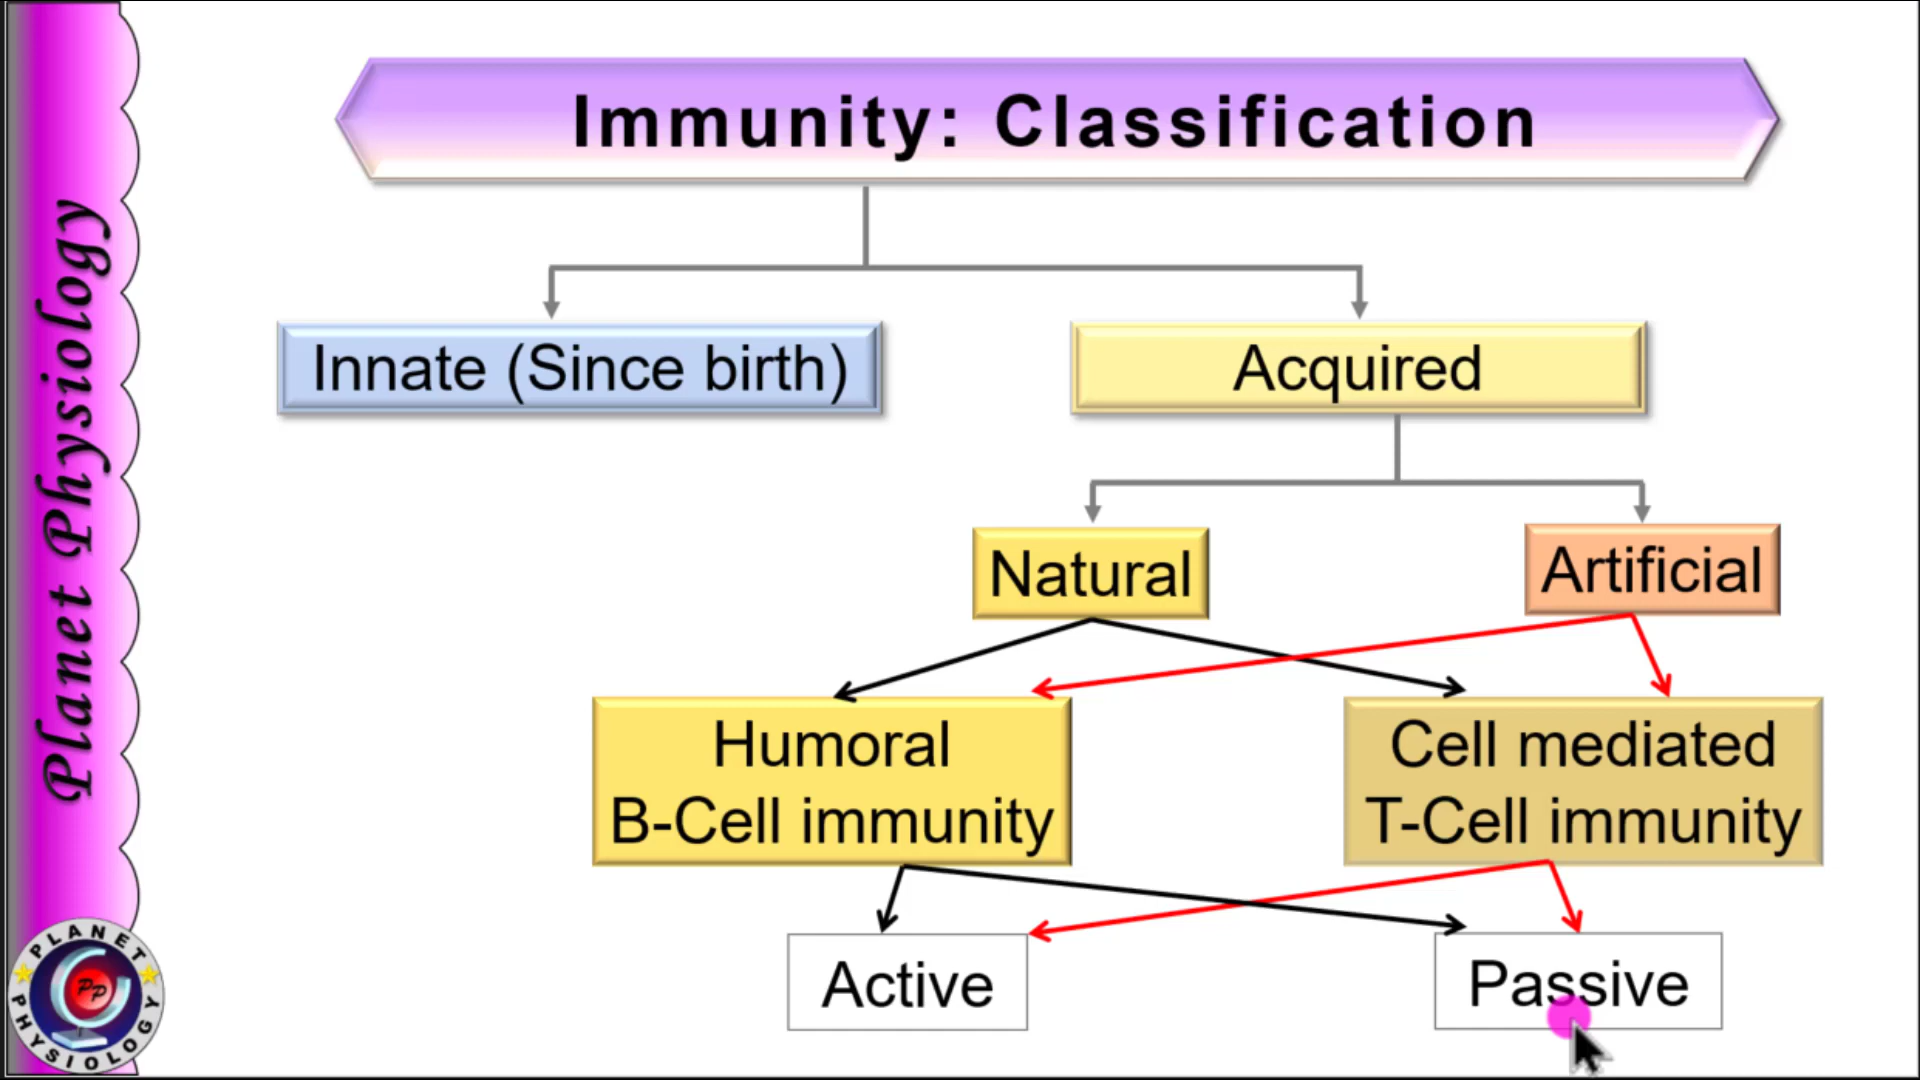 Immunity: Classification
Innate (Since birth)
Acquired
Natural
Artificial
Humoral
B-Cell immunity
Cell mediated
T-Cell immunity
Active
Passive
Planet Physiology
PLANET
PP
PHYSIOLOGY